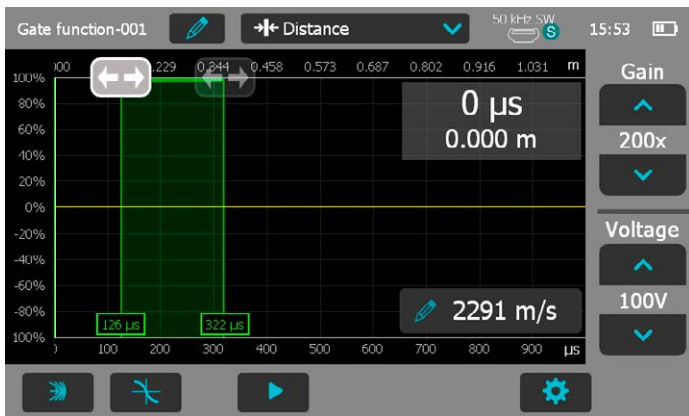 Gate function-001
Distance
50 kHz SW
S
15:53
.229 0.344 0.458 0.573 0.687 0.802 0.916 1.031 m
100%
80%
60%
40%
20%
0%
-20%
-40%
-60%
-80%
100%
0 µs
0.000 m
126 µs
322 µs
2291 m/s
100 200 300 400 500 600 700 800 900 µs
Gain
200x
Voltage
100V